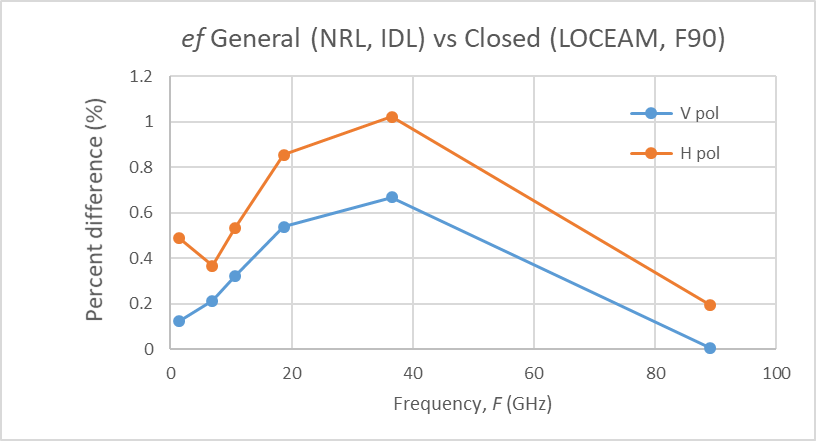 ef General (NRL, IDL) vs Closed (LOCEAM, F90)
Percent difference (%)
1.2
1
0.8
0.6
0.4
0.2
0
V pol
H pol
0 20 40 60 80 100
Frequency, F (GHz)